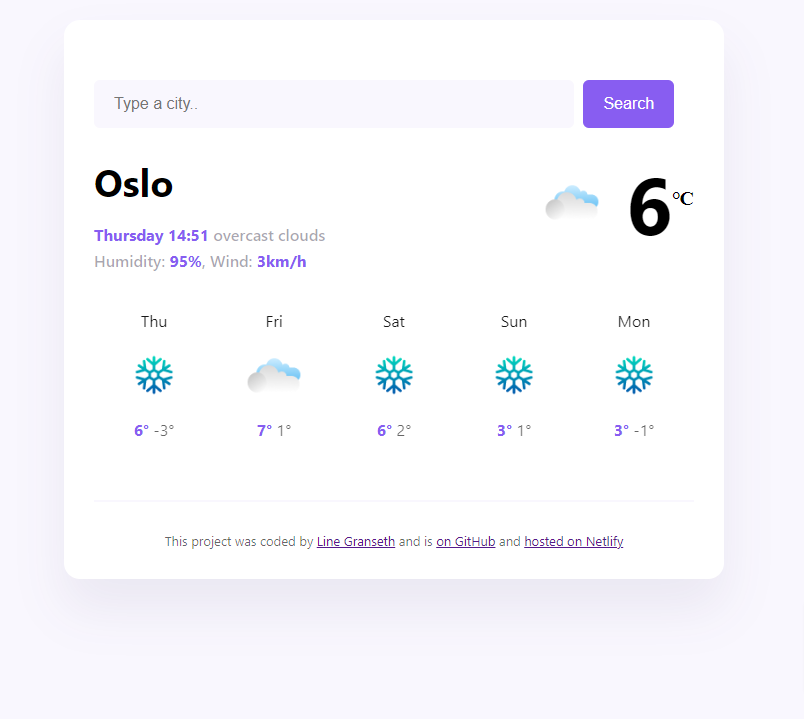 Type a city..
Search
Oslo
6°C
Thursday 14:51 overcast clouds
Humidity: 95%, Wind: 3km/h
Thu Fri Sat Sun Mon
6° -3° 7° 1° 6° 2° 3° 1° 3° -1°
This project was coded by Line Granseth and is on GitHub and hosted on Netlify